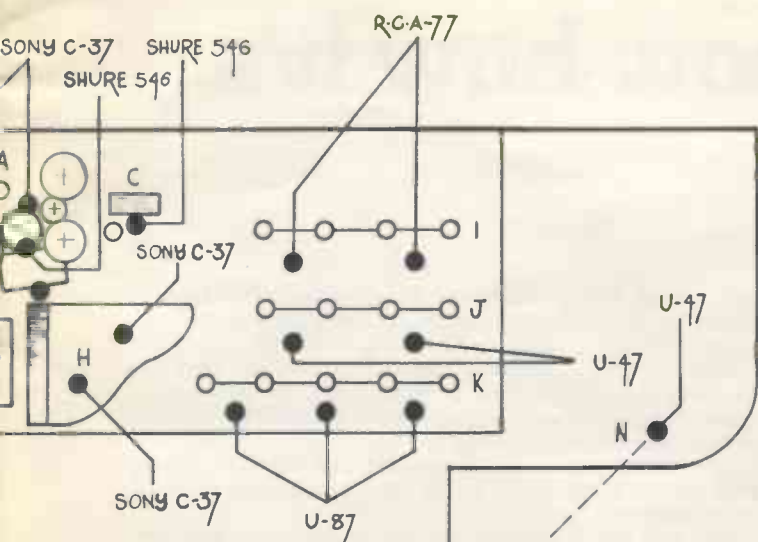 R·C·A-77
SONY C-37
SHURE 546
SHURE 546
A
C
I
SONY C-37
J
U-47
H
U-47
K
N
SONY C-37
U-87